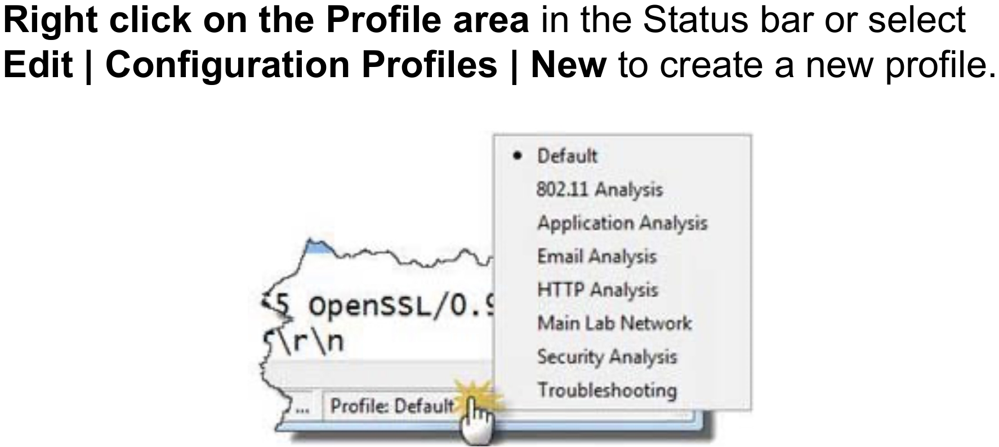 Right click on the Profile area in the Status bar or select
Edit | Configuration Profiles | New to create a new profile.
Default
802.11 Analysis
Application Analysis
Email Analysis
HTTP Analysis
Main Lab Network
Security Analysis
Troubleshooting
5 OpenSSL/0.9
\r\n
... Profile: Default